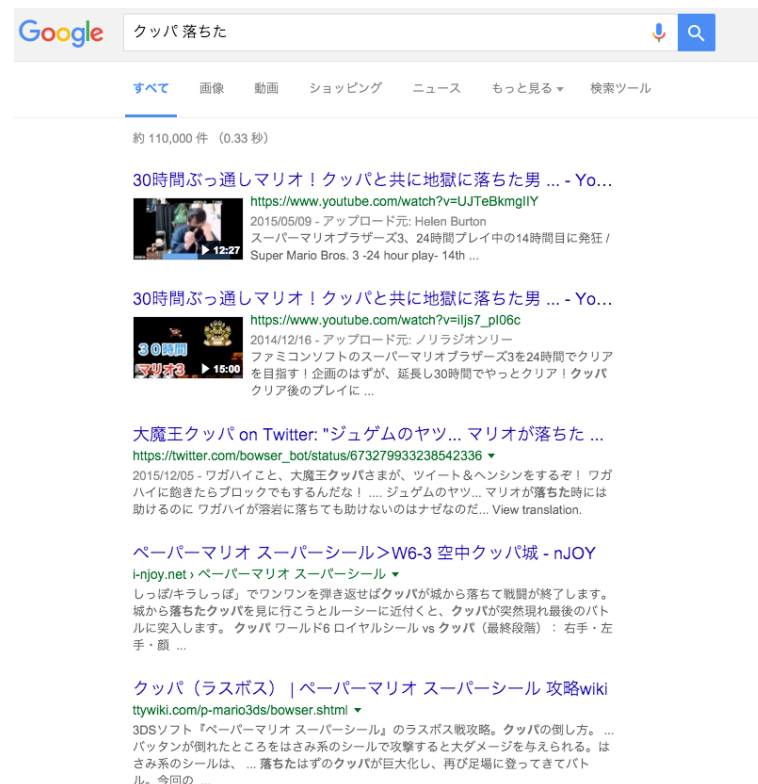 Google
クッパ 落ちた
すべて 画像 動画 ショッピング ニュース もっと見る 検索ツール
約 110,000 件 （0.33 秒）
30時間ぶっ通しマリオ！クッパと共に地獄に落ちた男 ... - Yo...
https://www.youtube.com/watch?v=UJTeBkmglIY
2015/05/09 - アップロード元: Helen Burton
スーパーマリオブラザーズ3、24時間プレイ中の14時間目に発狂 /
Super Mario Bros. 3 -24 hour play- 14th ...
12:27
30時間ぶっ通しマリオ！クッパと共に地獄に落ちた男 ... - Yo...
https://www.youtube.com/watch?v=iljs7_pI06c
2014/12/16 - アップロード元: ノリラジオンリー
ファミコンソフトのスーパーマリオブラザーズ3を24時間でクリア
を目指す！企画のはずが、延長し30時間でやっとクリア！クッパ
クリア後のプレイに ...
30時間
マリオ3
15:00
大魔王クッパ on Twitter: "ジュゲムのヤツ... マリオが落ちた ...
https://twitter.com/bowser_bot/status/673279933238542336
2015/12/05 - ワガハイこと、大魔王クッパさまが、ツイート＆ヘンシンをするぞ！ ワガ
ハイに飽きたらブロックでもするんだな！ .... ジュゲムのヤツ... マリオが落ちた時には
助けるのに ワガハイが溶岩に落ちても助けないのはナゼなのだ... View translation.
ペーパーマリオ スーパーシール＞W6-3 空中クッパ城 - nJOY
i-njoy.net › ペーパーマリオ スーパーシール
しっぽ/キラしっぽ」でワンワンを弾き返せばクッパが城から落ちて戦闘が終了します。
城から落ちたクッパを見に行こうとルーシーに近付くと、クッパが突然現れ最後のバト
ルに突入します。 クッパ ワールド6 ロイヤルシール vs クッパ（最終段階）： 右手・左
手・顔 ...
クッパ（ラスボス） | ペーパーマリオ スーパーシール 攻略wiki
ttywiki.com/p-mario3ds/bowser.shtml
3DSソフト『ペーパーマリオ スーパーシール』のラスボス戦攻略。クッパの倒し方。 ...
バッタンが倒れたところをはさみ系のシールで攻撃すると大ダメージを与えられる。は
さみ系のシールは、 ... 落ちたはずのクッパが巨大化し、再び足場に登ってきてバト
ル。今回の ...